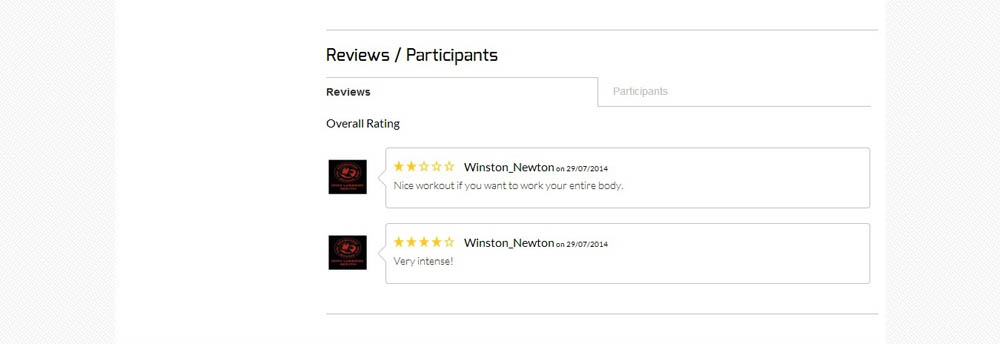 Reviews / Participants
Reviews
Participants
Overall Rating
Winston_Newton on 29/07/2014
Nice workout if you want to work your entire body.
Winston_Newton on 29/07/2014
Very intense!